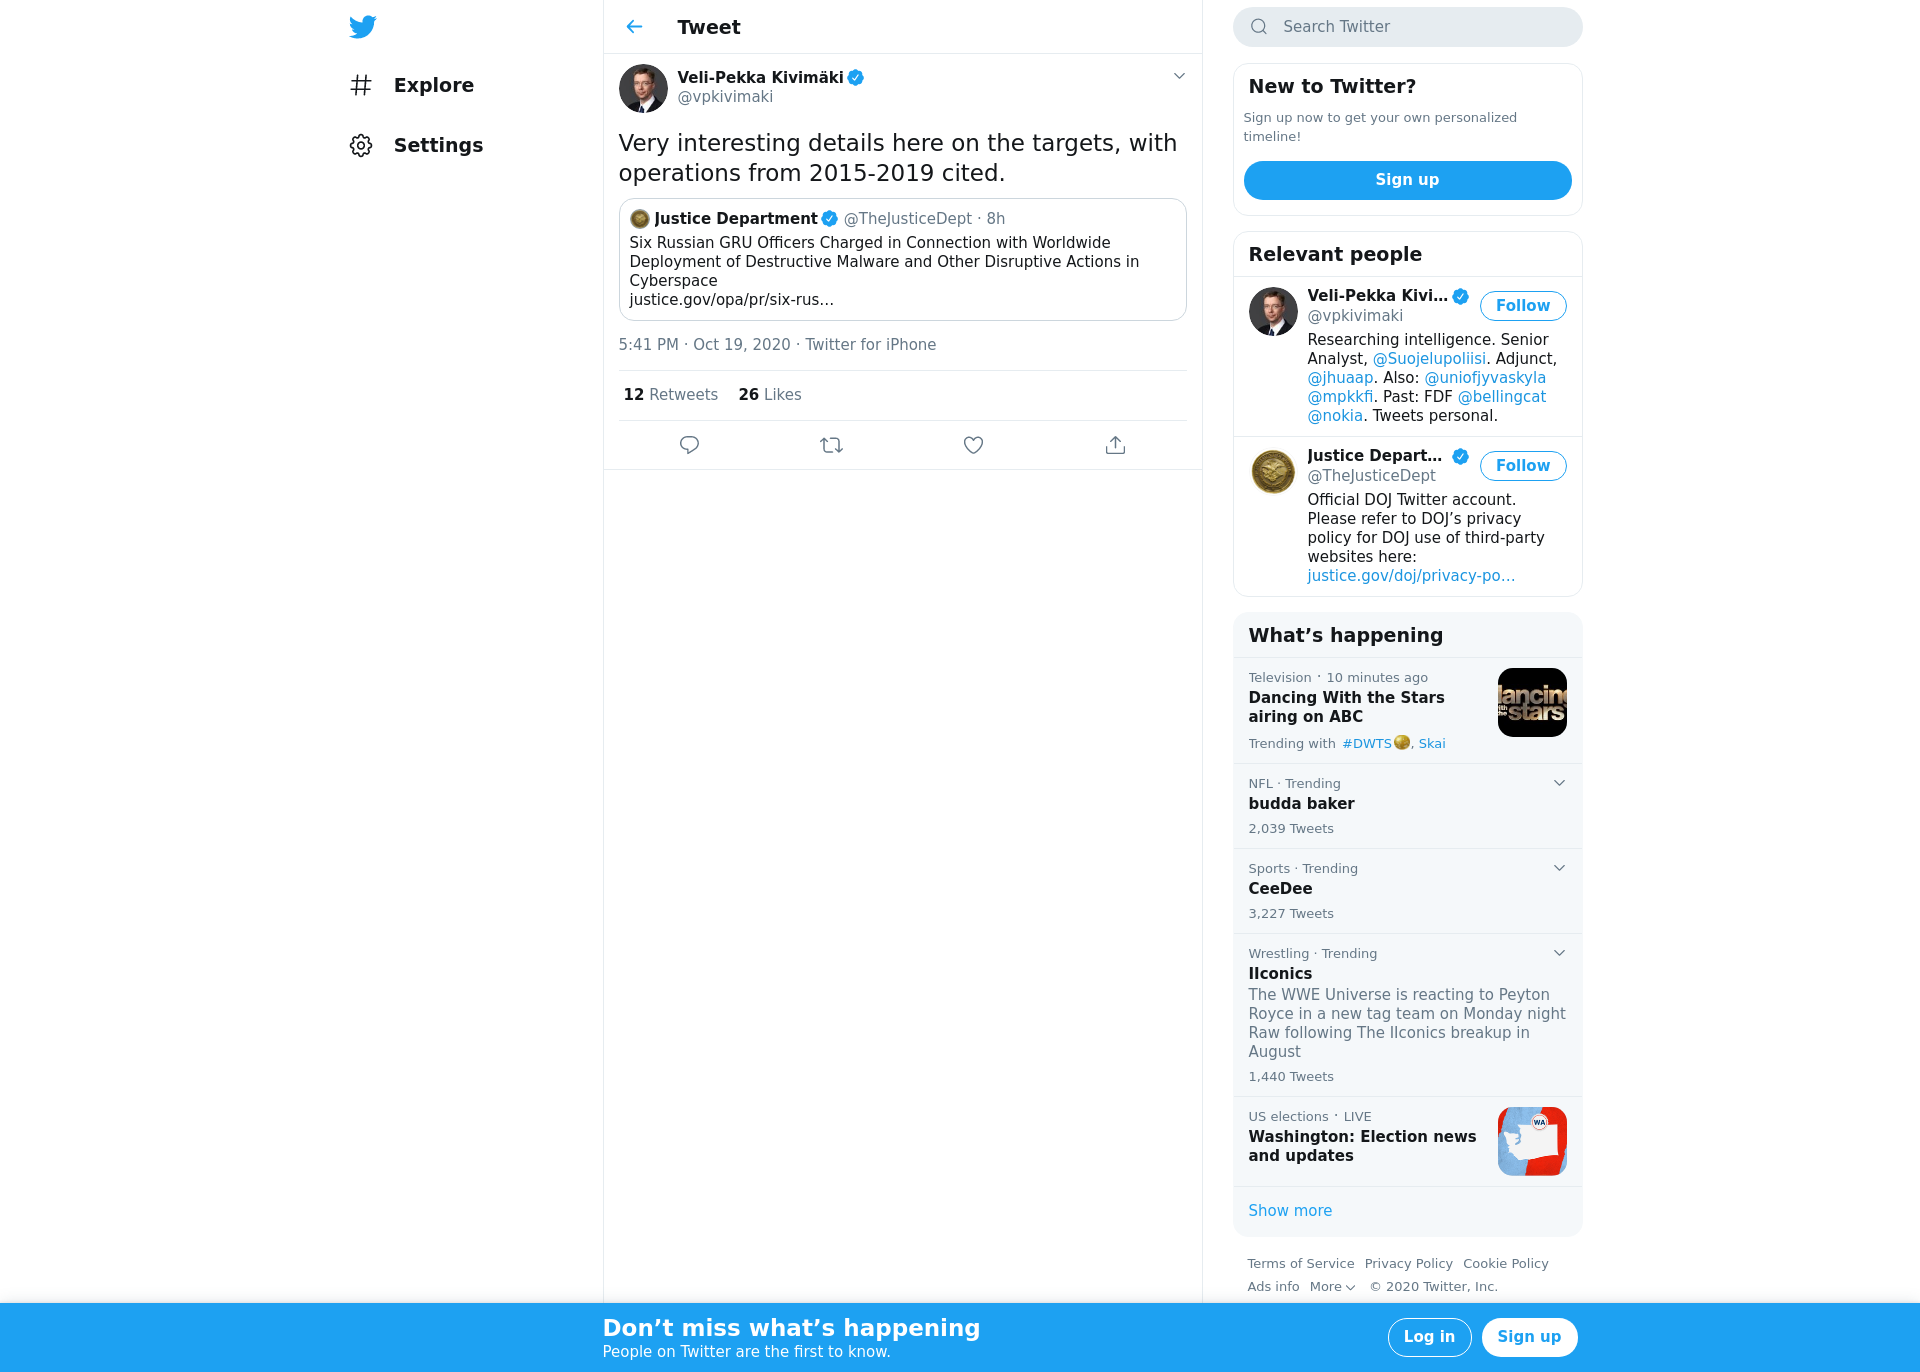 Explore
Settings
Tweet
Veli-Pekka Kivimäki
@vpkivimaki
Very interesting details here on the targets, with
operations from 2015-2019 cited.
Justice Department @TheJusticeDept · 8h
Six Russian GRU Officers Charged in Connection with Worldwide
Deployment of Destructive Malware and Other Disruptive Actions in
Cyberspace
justice.gov/opa/pr/six-rus…
5:41 PM · Oct 19, 2020 · Twitter for iPhone
12 Retweets 26 Likes
Search Twitter
New to Twitter?
Sign up now to get your own personalized
timeline!
Sign up
Relevant people
Veli-Pekka Kivi…
Follow
@vpkivimaki
Researching intelligence. Senior
Analyst, @Suojelupoliisi. Adjunct,
@jhuaap. Also: @uniofjyvaskyla
@mpkkfi. Past: FDF @bellingcat
@nokia. Tweets personal.
Justice Depart…
Follow
@TheJusticeDept
Official DOJ Twitter account.
Please refer to DOJ’s privacy
policy for DOJ use of third-party
websites here:
justice.gov/doj/privacy-po…
What’s happening
Television · 10 minutes ago
Dancing With the Stars
airing on ABC
Trending with #DWTS, Skai
dancing
with the
stars
NFL · Trending
budda baker
2,039 Tweets
Sports · Trending
CeeDee
3,227 Tweets
Wrestling · Trending
IIconics
The WWE Universe is reacting to Peyton
Royce in a new tag team on Monday night
Raw following The IIconics breakup in
August
1,440 Tweets
US elections · LIVE
Washington: Election news
and updates
WA
Show more
Terms of Service Privacy Policy Cookie Policy
Ads info More © 2020 Twitter, Inc.
Don’t miss what’s happening
People on Twitter are the first to know.
Log in
Sign up